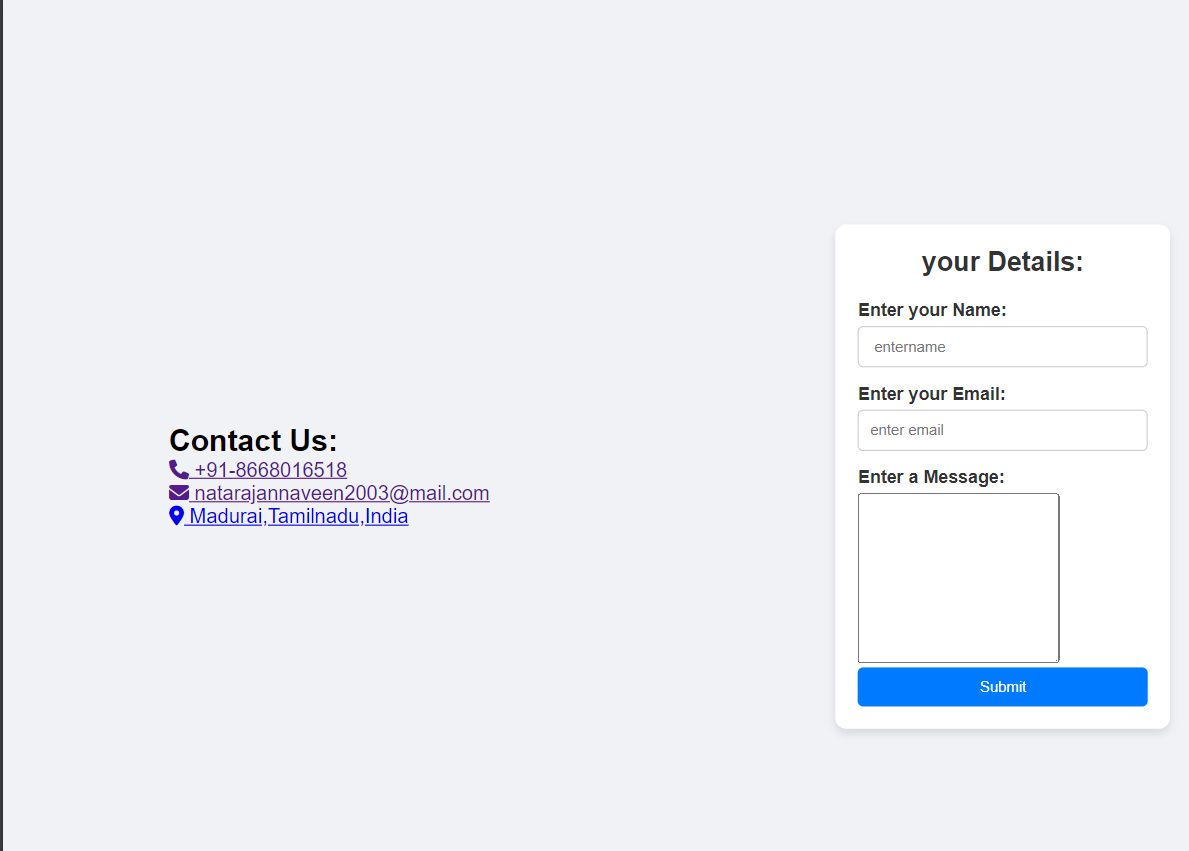 Contact Us:
+91-8668016518
natarajannaveen2003@mail.com
Madurai,Tamilnadu,India
your Details:
Enter your Name:
entername
Enter your Email:
enter email
Enter a Message:
Submit